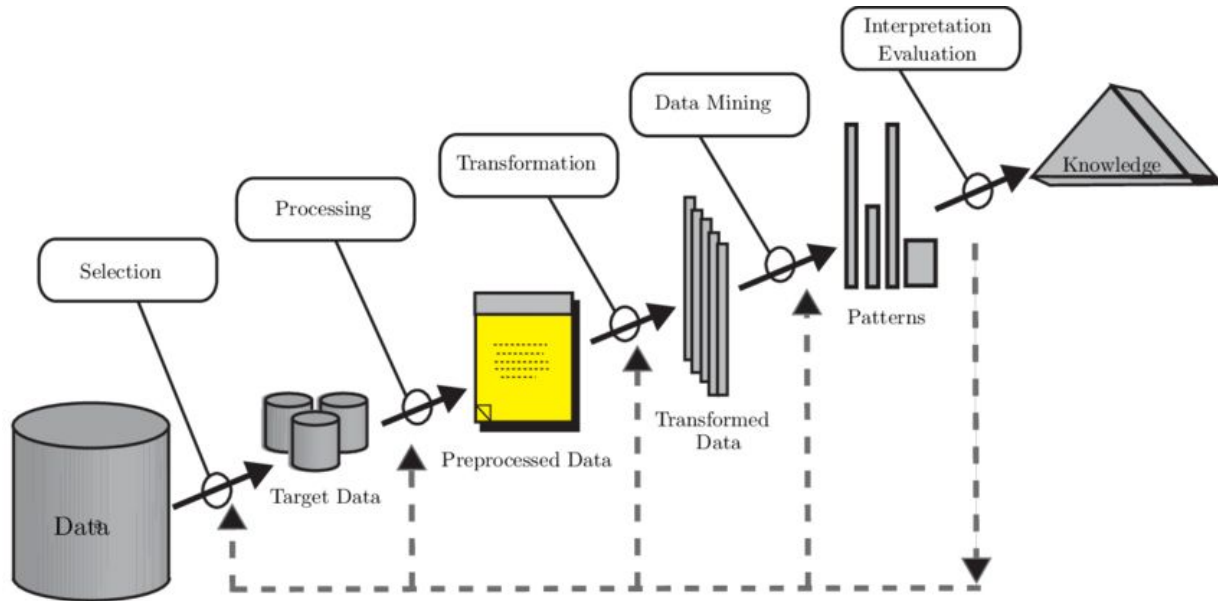 Interpretation
Evaluation
Data Mining
Knowledge
Transformation
Processing
Selection
Patterns
Transformed
Data
Preprocessed Data
Target Data
Data